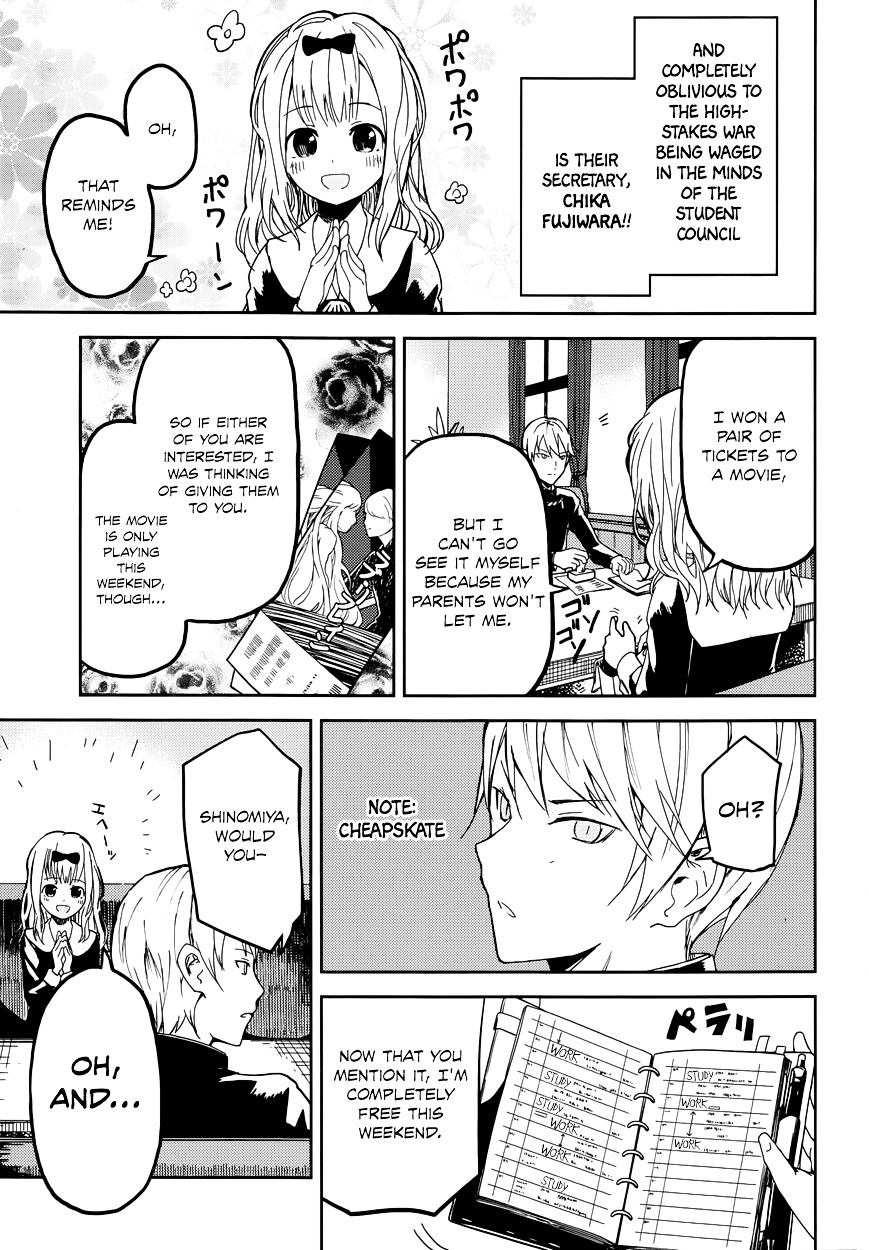 AND
COMPLETELY
OBLIVIOUS TO
THE HIGH-
STAKES WAR
BEING WAGED
IN THE MINDS
OF THE
STUDENT
COUNCIL
IS THEIR
SECRETARY,
CHIKA
FUJIWARA!!
ポワポワ
ポワーン
OH,
THAT
REMINDS
ME!
I WON A
PAIR OF
TICKETS TO
A MOVIE,
BUT I
CAN'T GO
SEE IT MYSELF
BECAUSE MY
PARENTS WON'T
LET ME.
ゴソ
ゴソ
SO IF EITHER
OF YOU ARE
INTERESTED, I
WAS THINKING
OF GIVING THEM
TO YOU.
THE MOVIE
IS ONLY
PLAYING
THIS
WEEKEND,
THOUGH...
OH?
NOTE:
CHEAPSKATE
ペラリ
WORK
STUDY
STUDY
WORK
WORK
STUDY
STUDY
WORK
WORK
NOW THAT YOU
MENTION IT, I'M
COMPLETELY
FREE THIS
WEEKEND.
SHINOMIYA,
WOULD
YOU-
エヘーッ
OH,
AND...